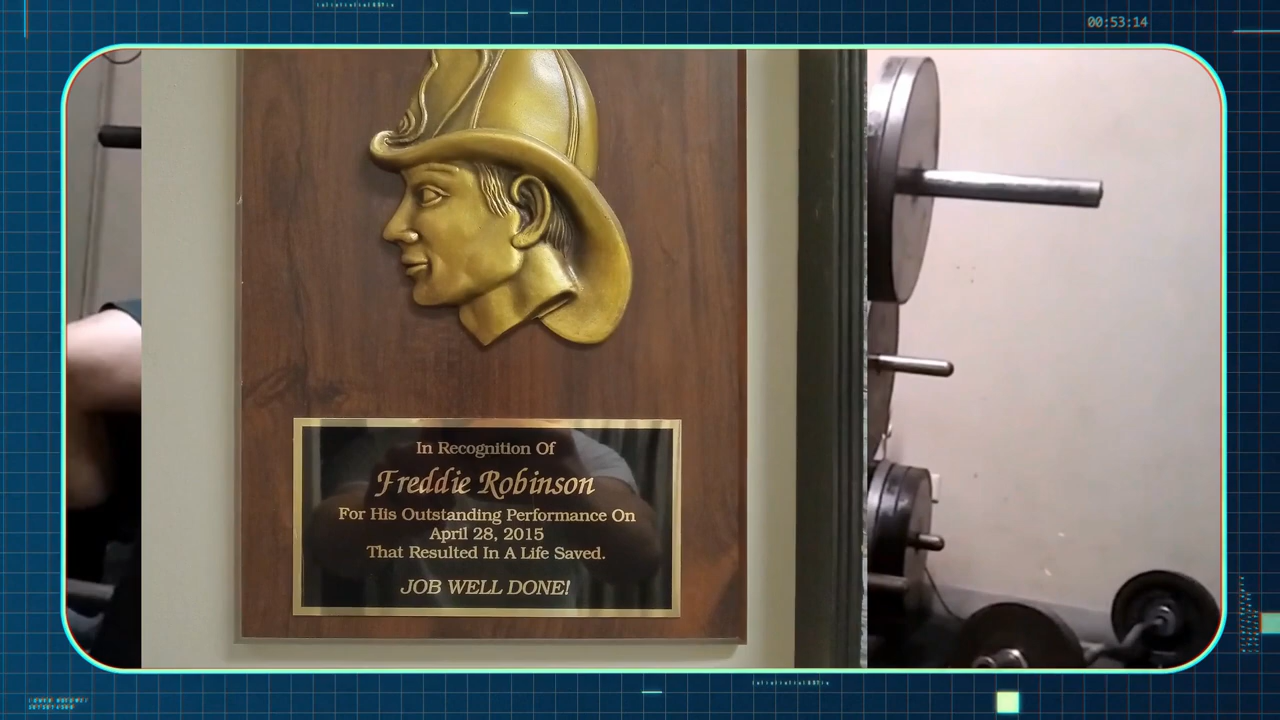 00:53:14
In Recognition Of
Freddie Robinson
For His Outstanding Performance On
April 28, 2015
That Resulted In A Life Saved.
JOB WELL DONE!